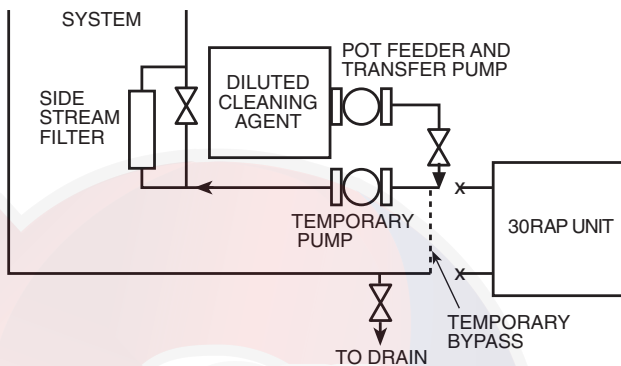 SYSTEM
POT FEEDER AND
TRANSFER PUMP
DILUTED
CLEANING
AGENT
SIDE
STREAM
FILTER
TEMPORARY
PUMP
x
x
30RAP UNIT
TEMPORARY
BYPASS
TO DRAIN